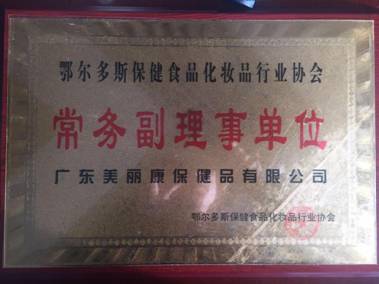 鄂尔多斯保健食品化妆品行业协会
常务副理事单位
广东美丽康保健品有限公司
鄂尔多斯保健食品化妆品行业协会